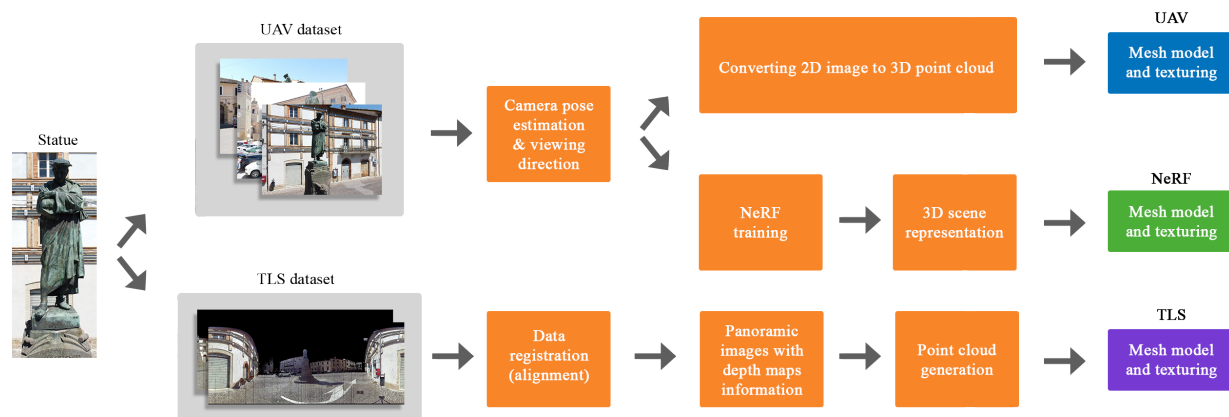 Statue
UAV dataset
Camera pose
estimation
& viewing
direction
Converting 2D image to 3D point cloud
UAV
Mesh model
and texturing
NeRF
training
3D scene
representation
NeRF
Mesh model
and texturing
TLS dataset
Data
registration
(alignment)
Panoramic
images with
depth maps
information
Point cloud
generation
TLS
Mesh model
and texturing